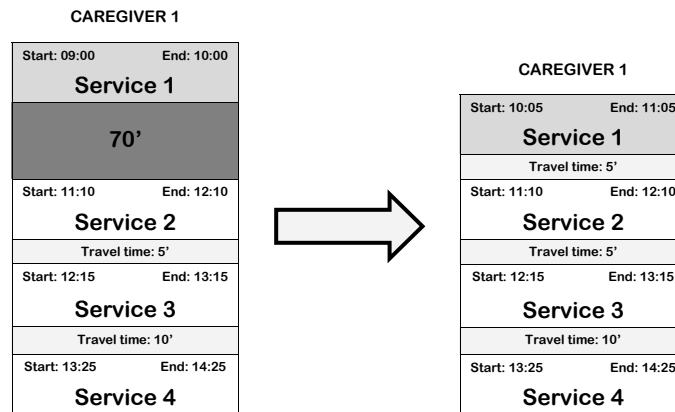 CAREGIVER 1
Start: 09:00 End: 10:00
Service 1
70’
Start: 11:10 End: 12:10
Service 2
Travel time: 5’
Start: 12:15 End: 13:15
Service 3
Travel time: 10’
Start: 13:25 End: 14:25
Service 4
CAREGIVER 1
Start: 10:05 End: 11:05
Service 1
Travel time: 5’
Start: 11:10 End: 12:10
Service 2
Travel time: 5’
Start: 12:15 End: 13:15
Service 3
Travel time: 10’
Start: 13:25 End: 14:25
Service 4